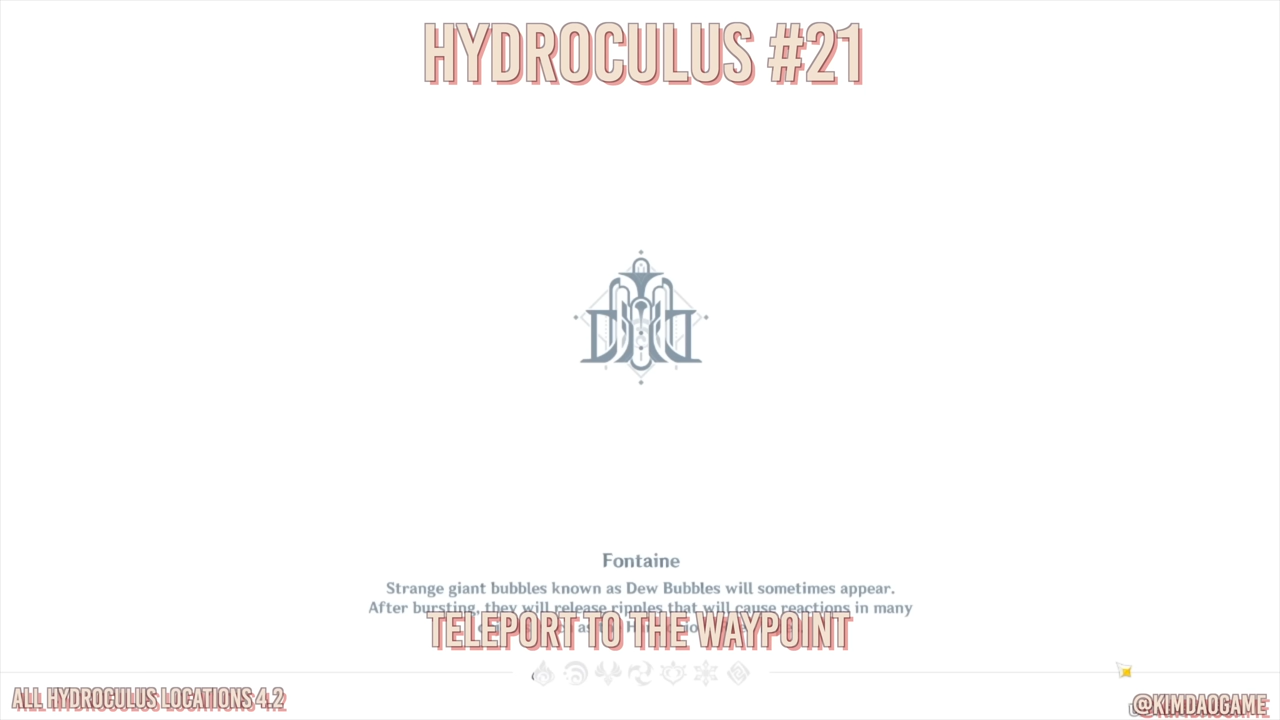 HYDROCULUS #21
Fontaine
Strange giant bubbles known as Dew Bubbles will sometimes appear.
After bursting, they will release ripples that will cause reactions in many
TELEPORT TO THE WAYPOINT
ALL HYDROCULUS LOCATIONS 4.2
@KIMDAOGAME